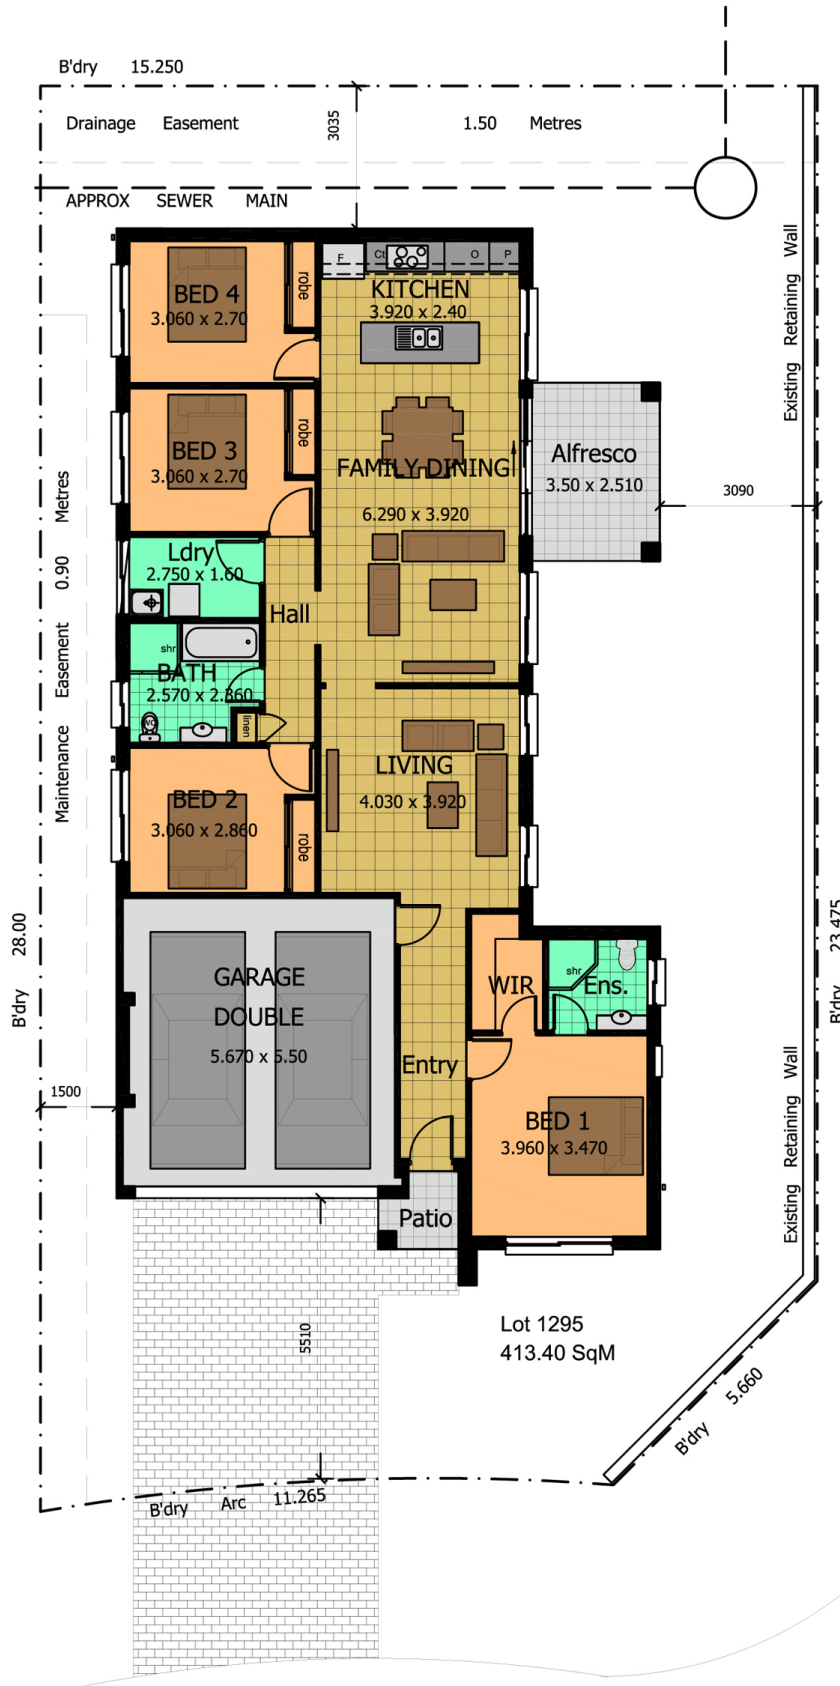 B'dry 15.250
Drainage Easement
3035
1.50 Metres
APPROX SEWER MAIN
Existing Retaining Wall
BED 4
3.060 x 2.70
robe
F
Ct
O
P
KITCHEN
3.920 x 2.40
BED 3
3.060 x 2.70
robe
FAMILY DINING
6.290 x 3.920
Alfresco
3.50 x 2.510
3090
Maintenance Easement 0.90 Metres
Ldry
2.750 x 1.60
Hall
shr
BATH
2.570 x 2.360
WC
linen
LIVING
4.030 x 3.920
BED 2
3.060 x 2.860
robe
B'dry 28.00
B'dry 23.475
GARAGE
DOUBLE
5.670 x 5.50
WIR
shr
Ens.
Entry
1500
BED 1
3.960 x 3.470
Existing Retaining Wall
Patio
5510
Lot 1295
413.40 SqM
B'dry 5.660
B'dry Arc 11.265